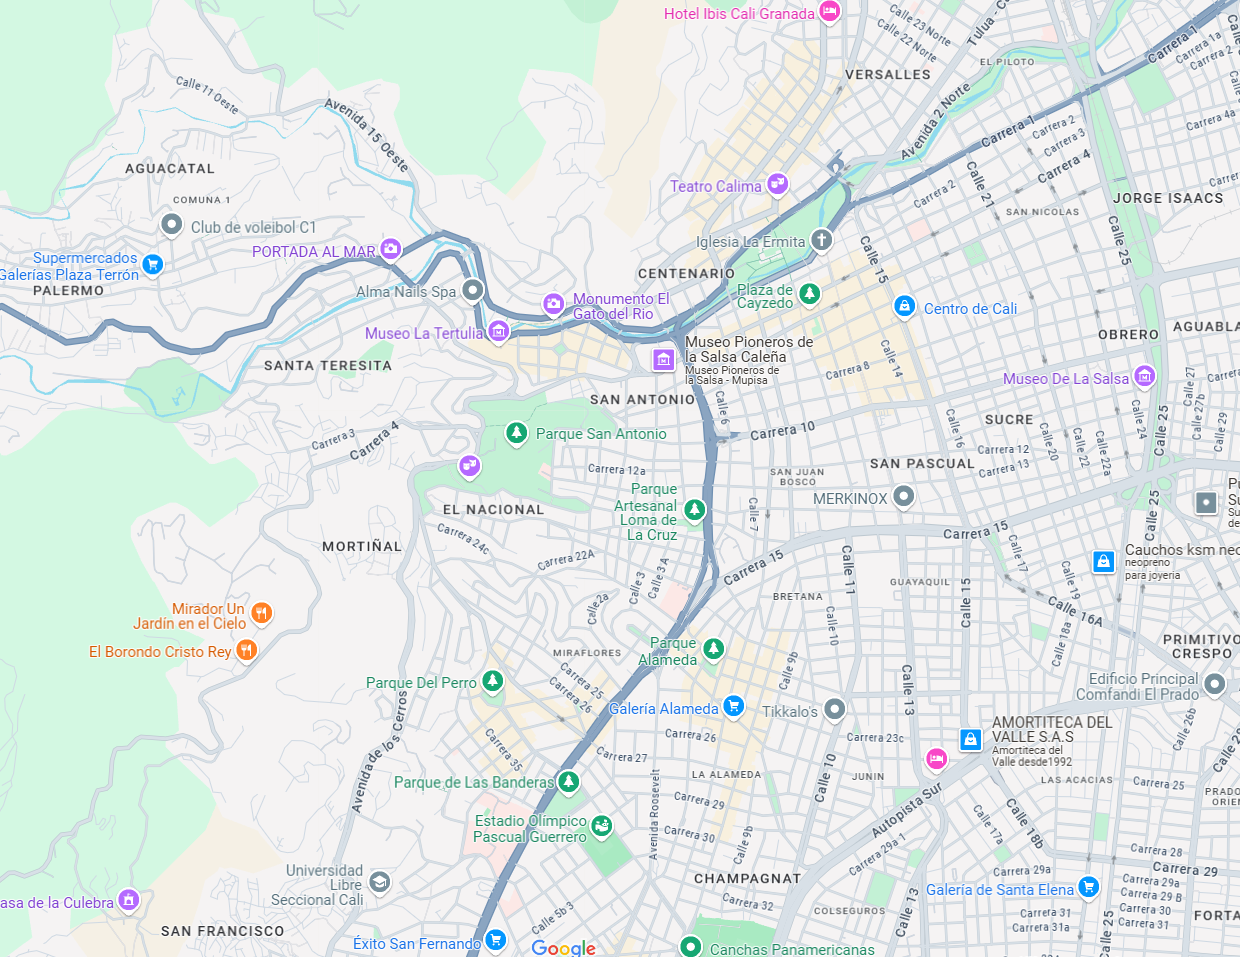 Hotel Ibis Cali Granada
Calle 23 Norte
Calle 22 Norte
Tulua - C
Carrera 1
Carrera 1a
Carrera 2
EL PILOTO
VERSALLES
Calle 11 Oeste
Avenida 15 Oeste
Avenida 2 Norte
Carrera 1
Carrera 2
Carrera 3
Carrera 4
Carrera 4a
AGUACATAL
COMUNA 1
Club de voleibol C1
Teatro Calima
Carrera 2
Calle 21
SAN NICOLAS
JORGE ISAACS
Calle 25
PORTADA AL MAR
Supermercados
Galerías Plaza Terrón
PALERMO
Alma Nails Spa
Iglesia La Ermita
CENTENARIO
Calle 15
Plaza de
Cayzedo
Monumento El
Gato del Rio
Centro de Cali
Museo La Tertulia
Museo Pioneros de
la Salsa Caleña
Museo Pioneros de
la Salsa - Mupisa
OBRERO
AGUABLA
SANTA TERESITA
Carrera 8
Calle 14
Museo De La Salsa
Calle 27
Calle 27b
SAN ANTONIO
Calle 6
Calle 16
SUCRE
Calle 24
Calle 25
Calle 29
Carrera 3
Carrera 4
Parque San Antonio
Carrera 10
Calle 20
Calle 22
Calle 22a
Carrera 12
Carrera 13
Carrera 12a
SAN JUAN
BOSCO
SAN PASCUAL
Parque
Artesanal
Loma de
La Cruz
MERKINOX
EL NACIONAL
Calle 7
Calle 25
Carrera 15
MORTIÑAL
Carrera 24c
Carrera 22A
Calle 3
Calle 3 A
Carrera 15
Calle 11
Calle 17
Cauchos ksm neo
neopreno
para joyeria
GUAYAQUIL
Calle 15
Calle 19
BRETANA
Calle2a
Calle 10
Calle 16A
Mirador Un
Jardín en el Cielo
El Borondo Cristo Rey
MIRAFLORES
Parque
Alameda
Calle 9b
Calle 18a
PRIMITIVO
CRESPO
Parque Del Perro
Carrera 25
Carrera 26
Calle 13
Edificio Principal
Comfandi El Prado
Galería Alameda
Tikkalo's
Avenida de los Cerros
Carrera 35
Carrera 26
Carrera 23c
AMORTITECA DEL
VALLE S.A.S
Amortiteca del
Valle desde1992
Calle 26b
Carrera 27
LA ALAMEDA
Calle 10
JUNIN
LAS ACACIAS
Carrera 25
Parque de Las Banderas
Avenida Roosevelt
Carrera 29
Autopista Sur
Estadio Olímpico
Pascual Guerrero
Carrera 30
Calle 9b
Carrera 29a 1
Calle 17a
Calle 18b
Carrera 28
Carrera 29
Universidad
Libre
Seccional Cali
CHAMPAGNAT
Carrera 29a
Carrera 29a
Carrera 29 B
Carrera 30
Carrera 31
Galería de Santa Elena
asa de la Culebra
Carrera 32
COLSEGUROS
Calle 13
Carrera 31
Carrera 31a
Calle 25
FORTA
SAN FRANCISCO
Calle 5b 3
Éxito San Fernando
Google
Canchas Panamericanas